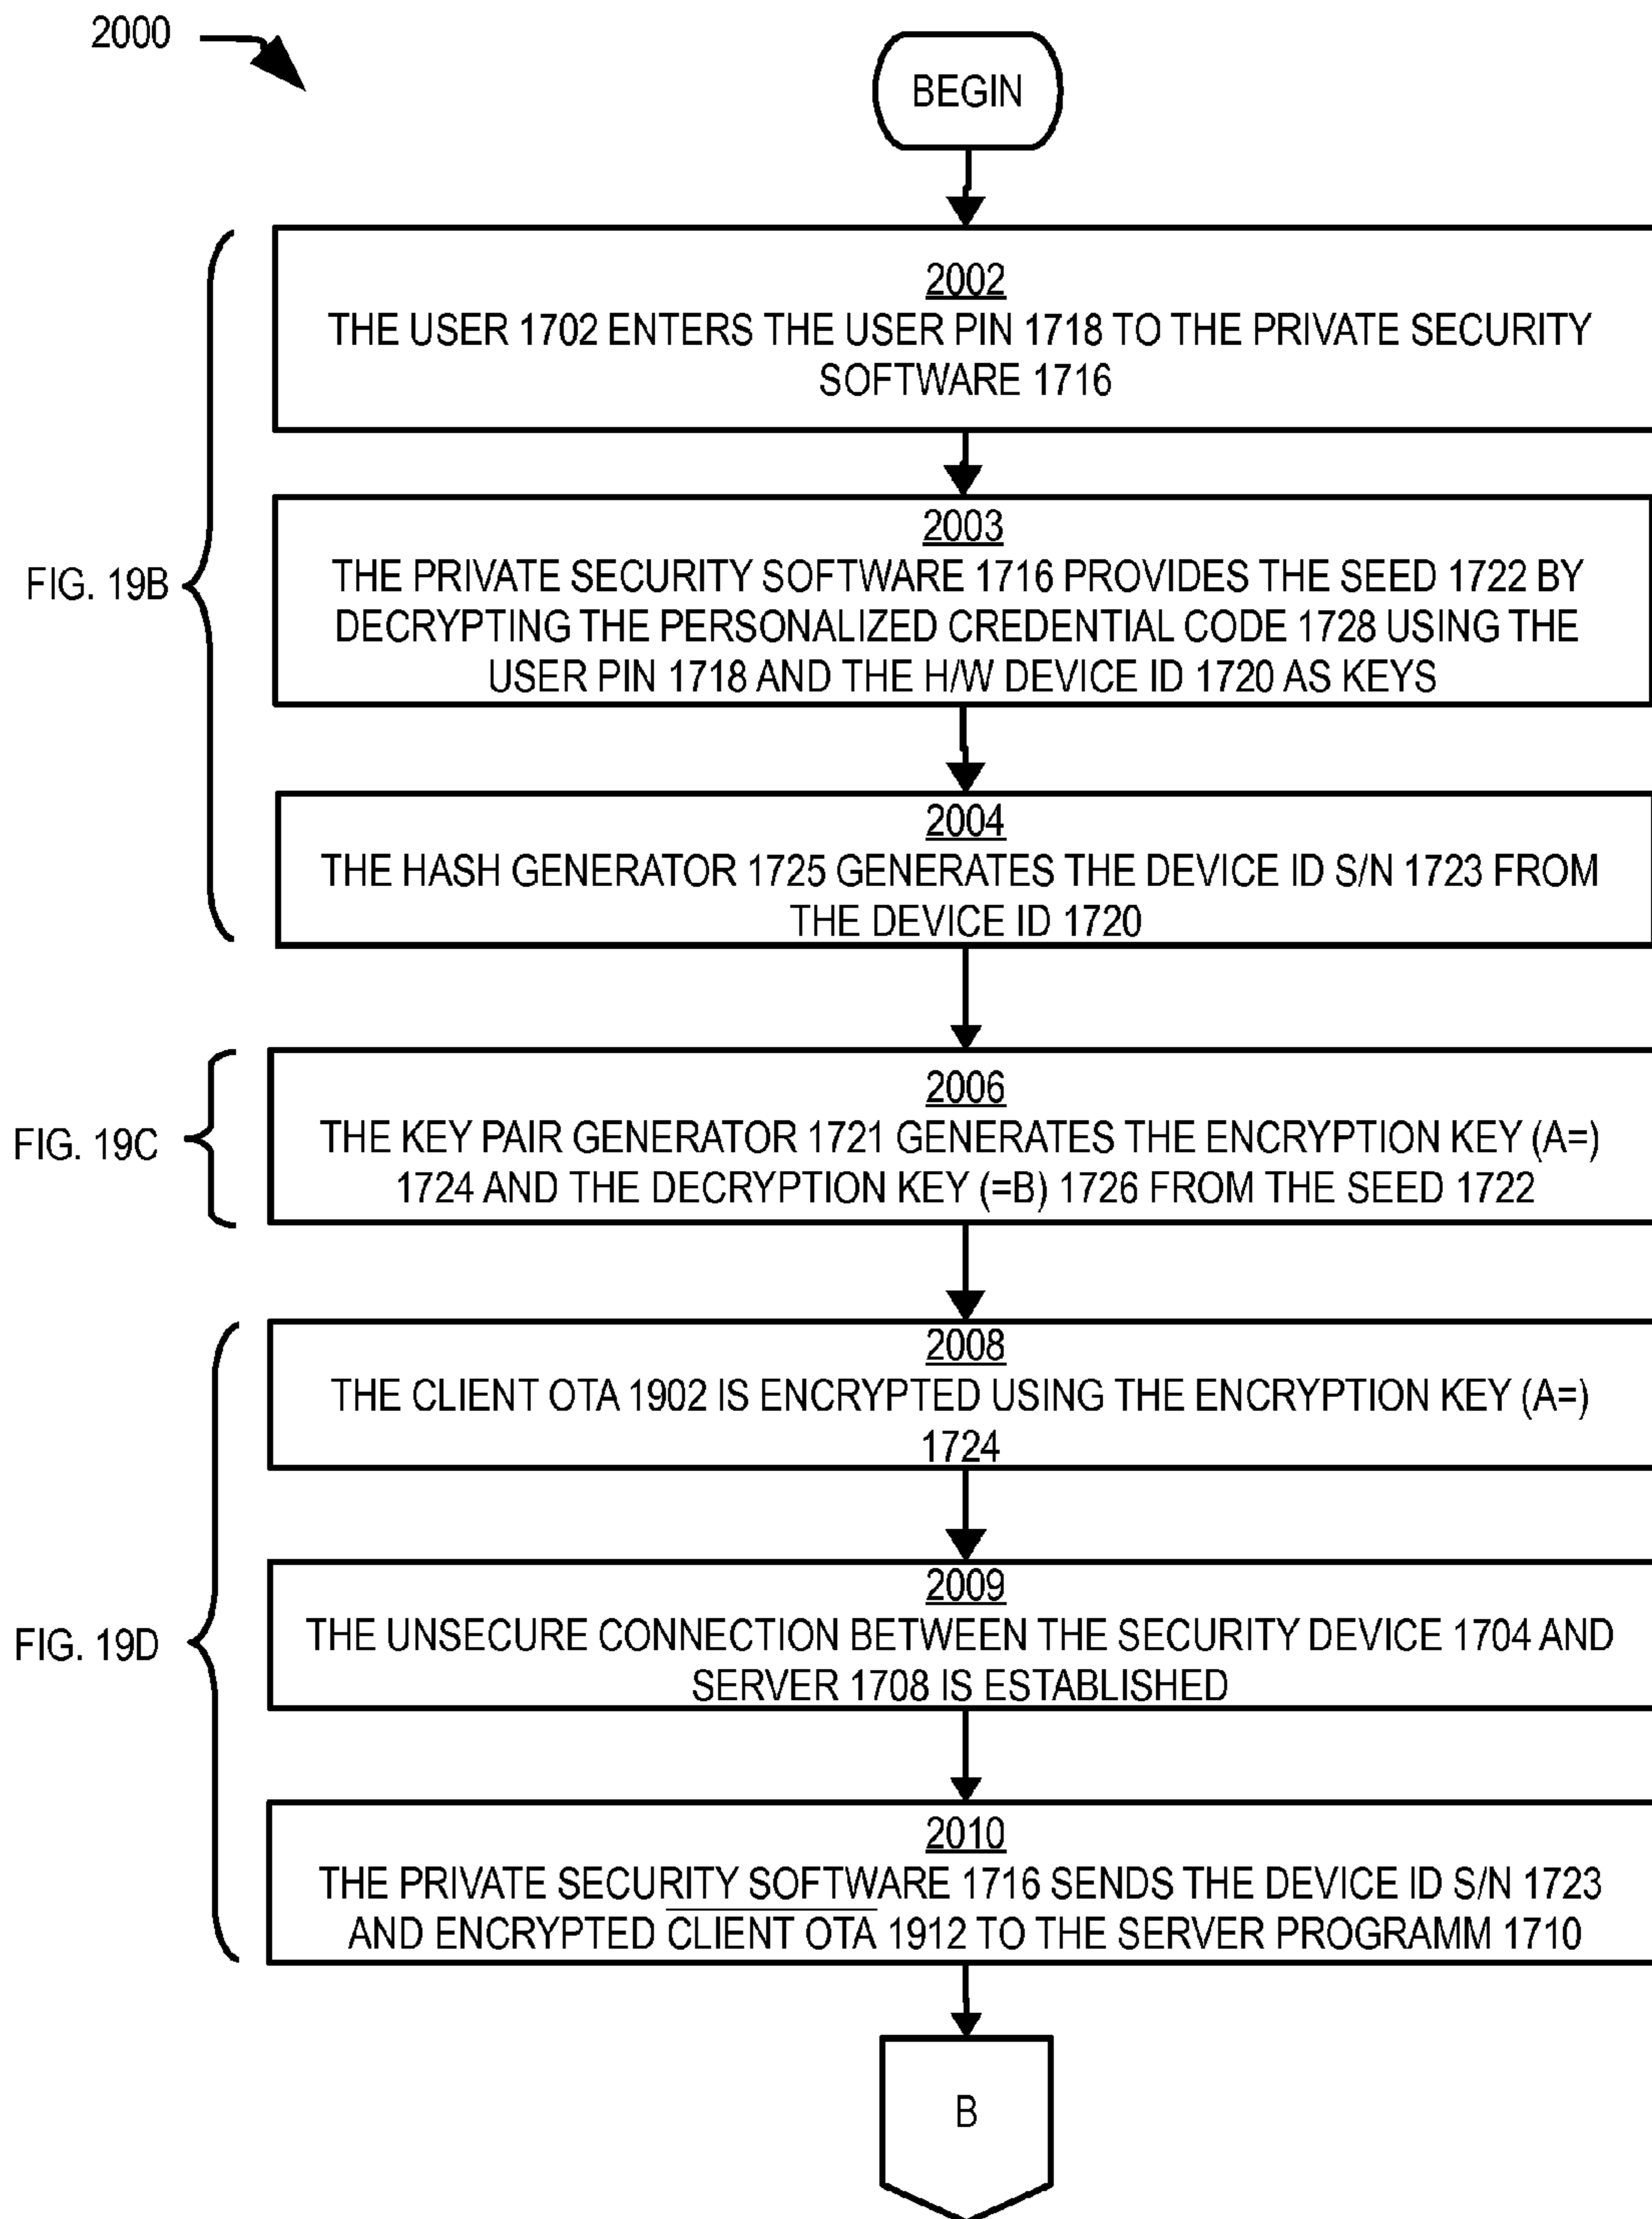 2000
BEGIN
2002
THE USER 1702 ENTERS THE USER PIN 1718 TO THE PRIVATE SECURITY
SOFTWARE 1716
2003
THE PRIVATE SECURITY SOFTWARE 1716 PROVIDES THE SEED 1722 BY
DECRYPTING THE PERSONALIZED CREDENTIAL CODE 1728 USING THE
USER PIN 1718 AND THE H/W DEVICE ID 1720 AS KEYS
FIG. 19B
2004
THE HASH GENERATOR 1725 GENERATES THE DEVICE ID S/N 1723 FROM
THE DEVICE ID 1720
2006
THE KEY PAIR GENERATOR 1721 GENERATES THE ENCRYPTION KEY (A=)
1724 AND THE DECRYPTION KEY (=B) 1726 FROM THE SEED 1722
FIG. 19C
2008
THE CLIENT OTA 1902 IS ENCRYPTED USING THE ENCRYPTION KEY (A=)
1724
2009
THE UNSECURE CONNECTION BETWEEN THE SECURITY DEVICE 1704 AND
SERVER 1708 IS ESTABLISHED
FIG. 19D
2010
THE PRIVATE SECURITY SOFTWARE 1716 SENDS THE DEVICE ID S/N 1723
AND ENCRYPTED CLIENT OTA 1912 TO THE SERVER PROGRAMM 1710
B